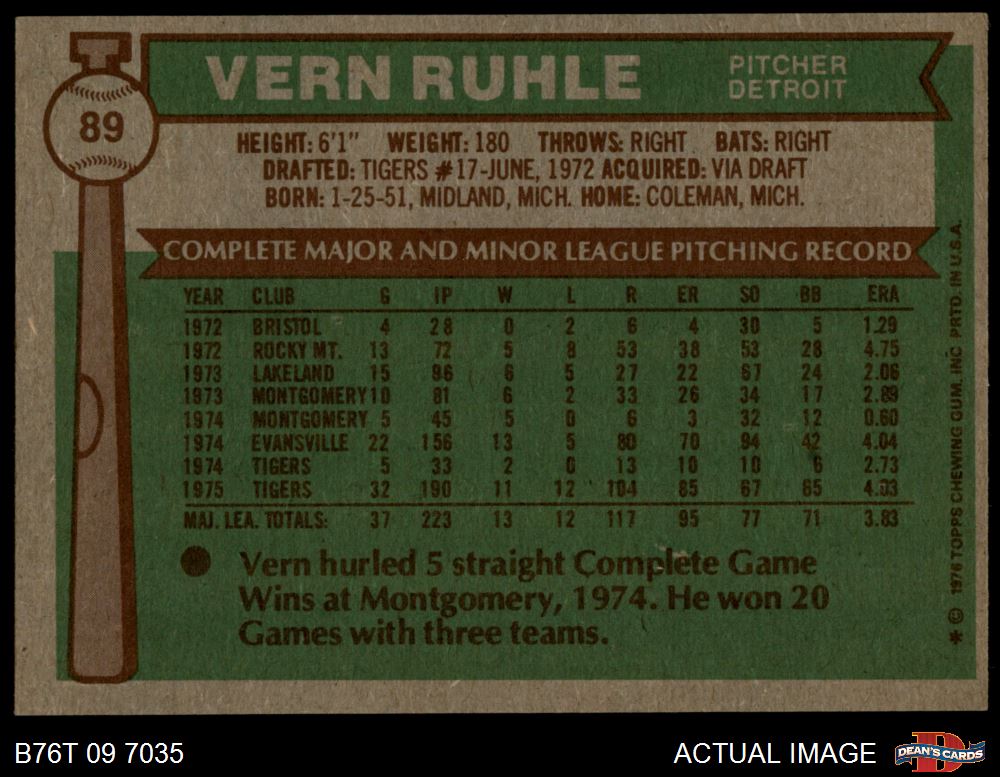 VERN RUHLE
PITCHER
DETROIT
89
HEIGHT: 6'1" WEIGHT: 180 THROWS: RIGHT BATS: RIGHT
DRAFTED: TIGERS #17-JUNE, 1972 ACQUIRED: VIA DRAFT
BORN: 1-25-51, MIDLAND, MICH. HOME: COLEMAN, MICH.
COMPLETE MAJOR AND MINOR LEAGUE PITCHING RECORD
YEAR CLUB G IP W L R ER SO BB ERA
1972 BRISTOL 4 28 0 2 6 4 30 5 1.29
1972 ROCKY MT. 13 72 5 8 53 38 53 28 4.75
1973 LAKELAND 15 96 6 5 27 22 67 24 2.06
1973 MONTGOMERY 10 81 6 2 33 26 34 17 2.89
1974 MONTGOMERY 5 45 5 0 6 3 32 12 0.60
1974 EVANSVILLE 22 156 13 5 80 70 94 42 4.04
1974 TIGERS 5 33 2 0 13 10 10 6 2.73
1975 TIGERS 32 190 11 12 104 85 67 65 4.03
MAJ. LEA. TOTALS: 37 223 13 12 117 95 77 71 3.83
Vern hurled 5 straight Complete Game
Wins at Montgomery, 1974. He won 20
Games with three teams.
* © 1976 TOPPS CHEWING GUM, INC PRTD. IN U.S.A.
B76T 09 7035
ACTUAL IMAGE
DEAN'S CARDS